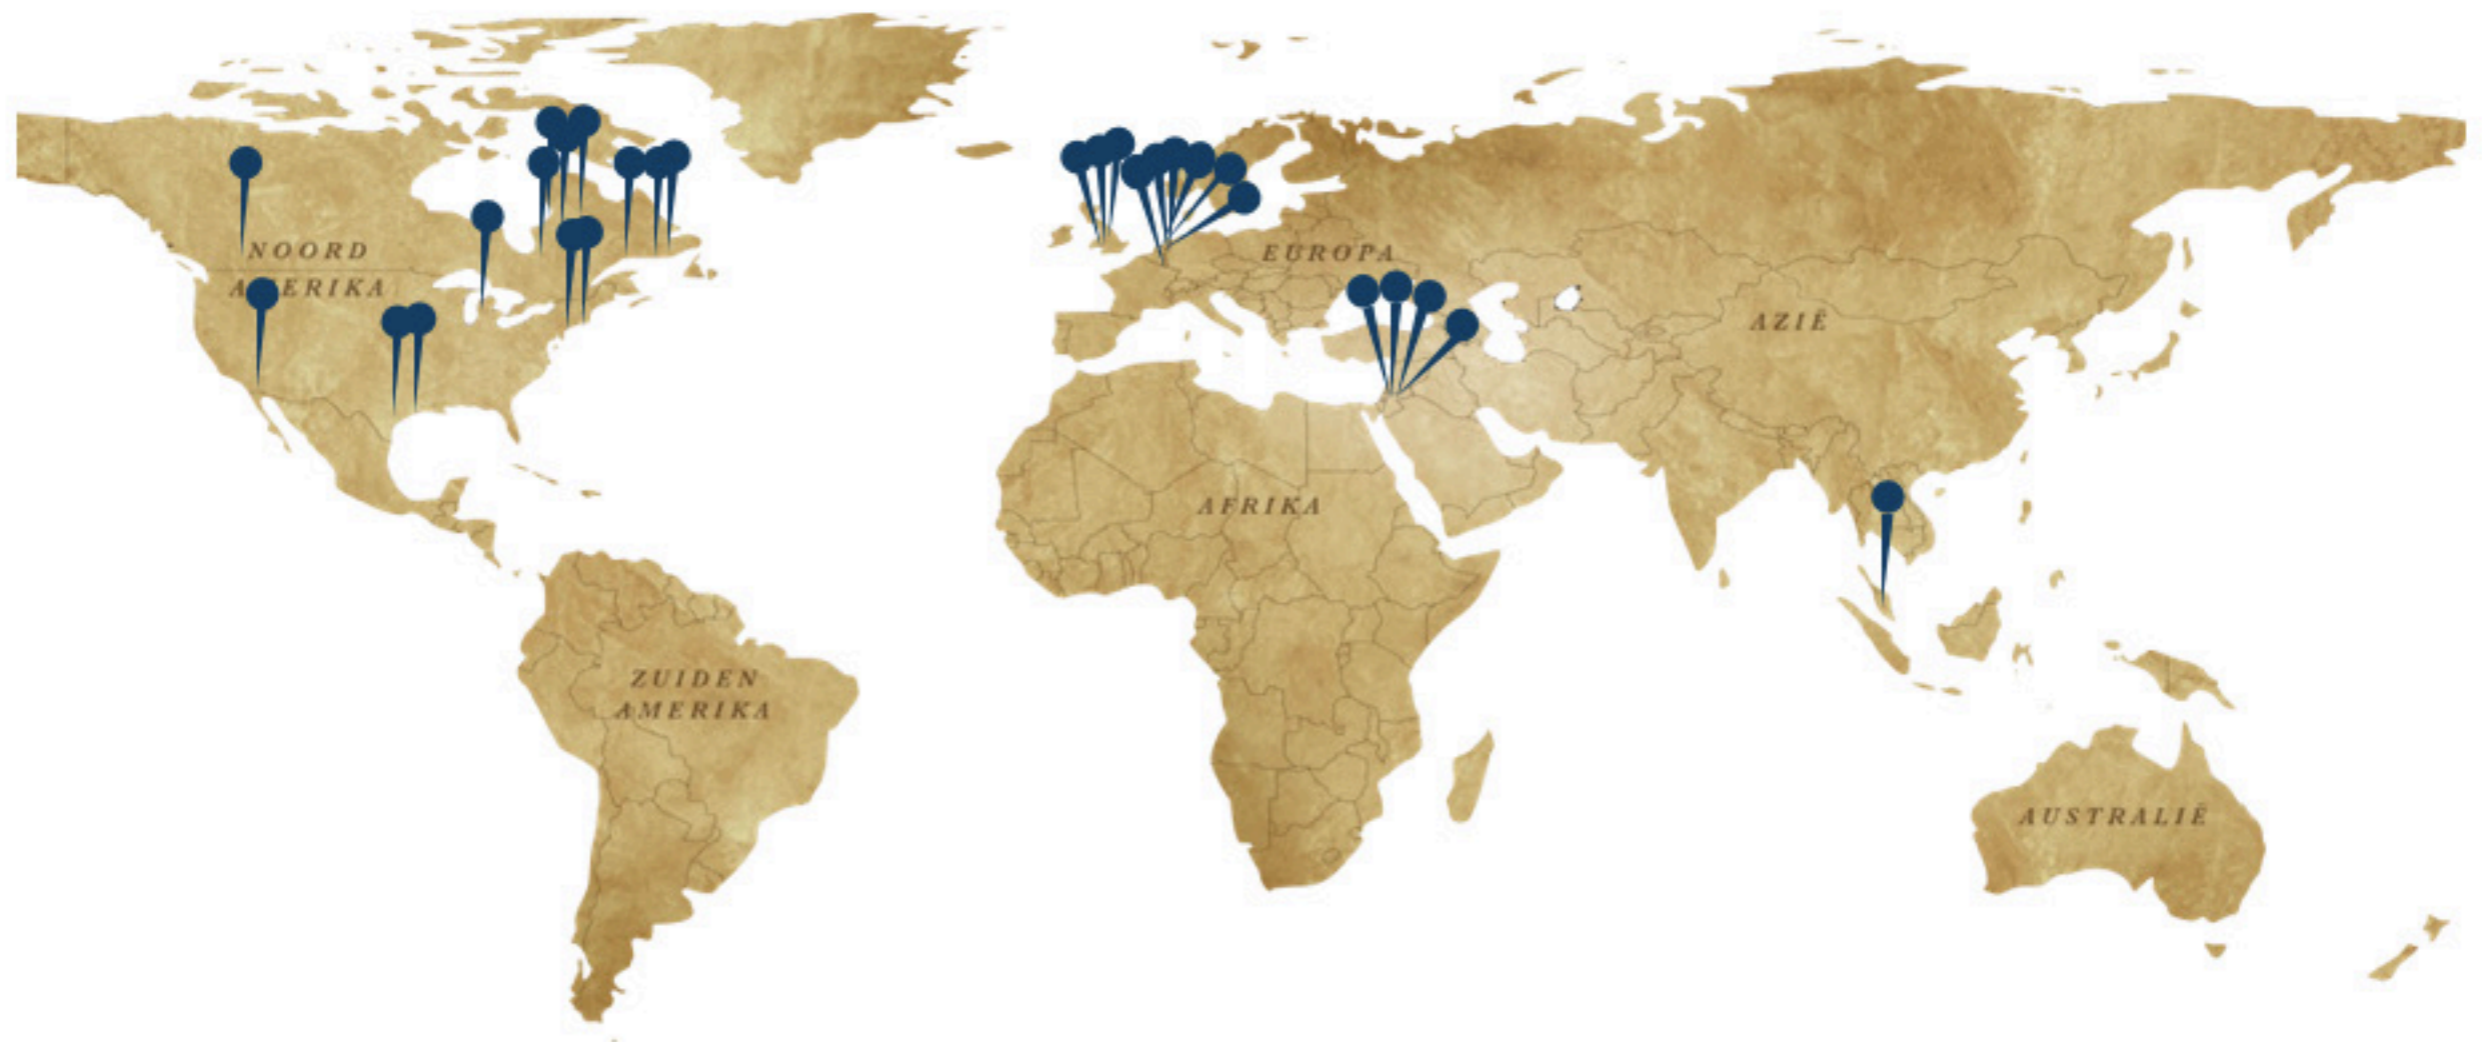 NOORD
AMERIKA
EUROPA
AZIË
AFRIKA
ZUIDEN
AMERIKA
AUSTRALIË